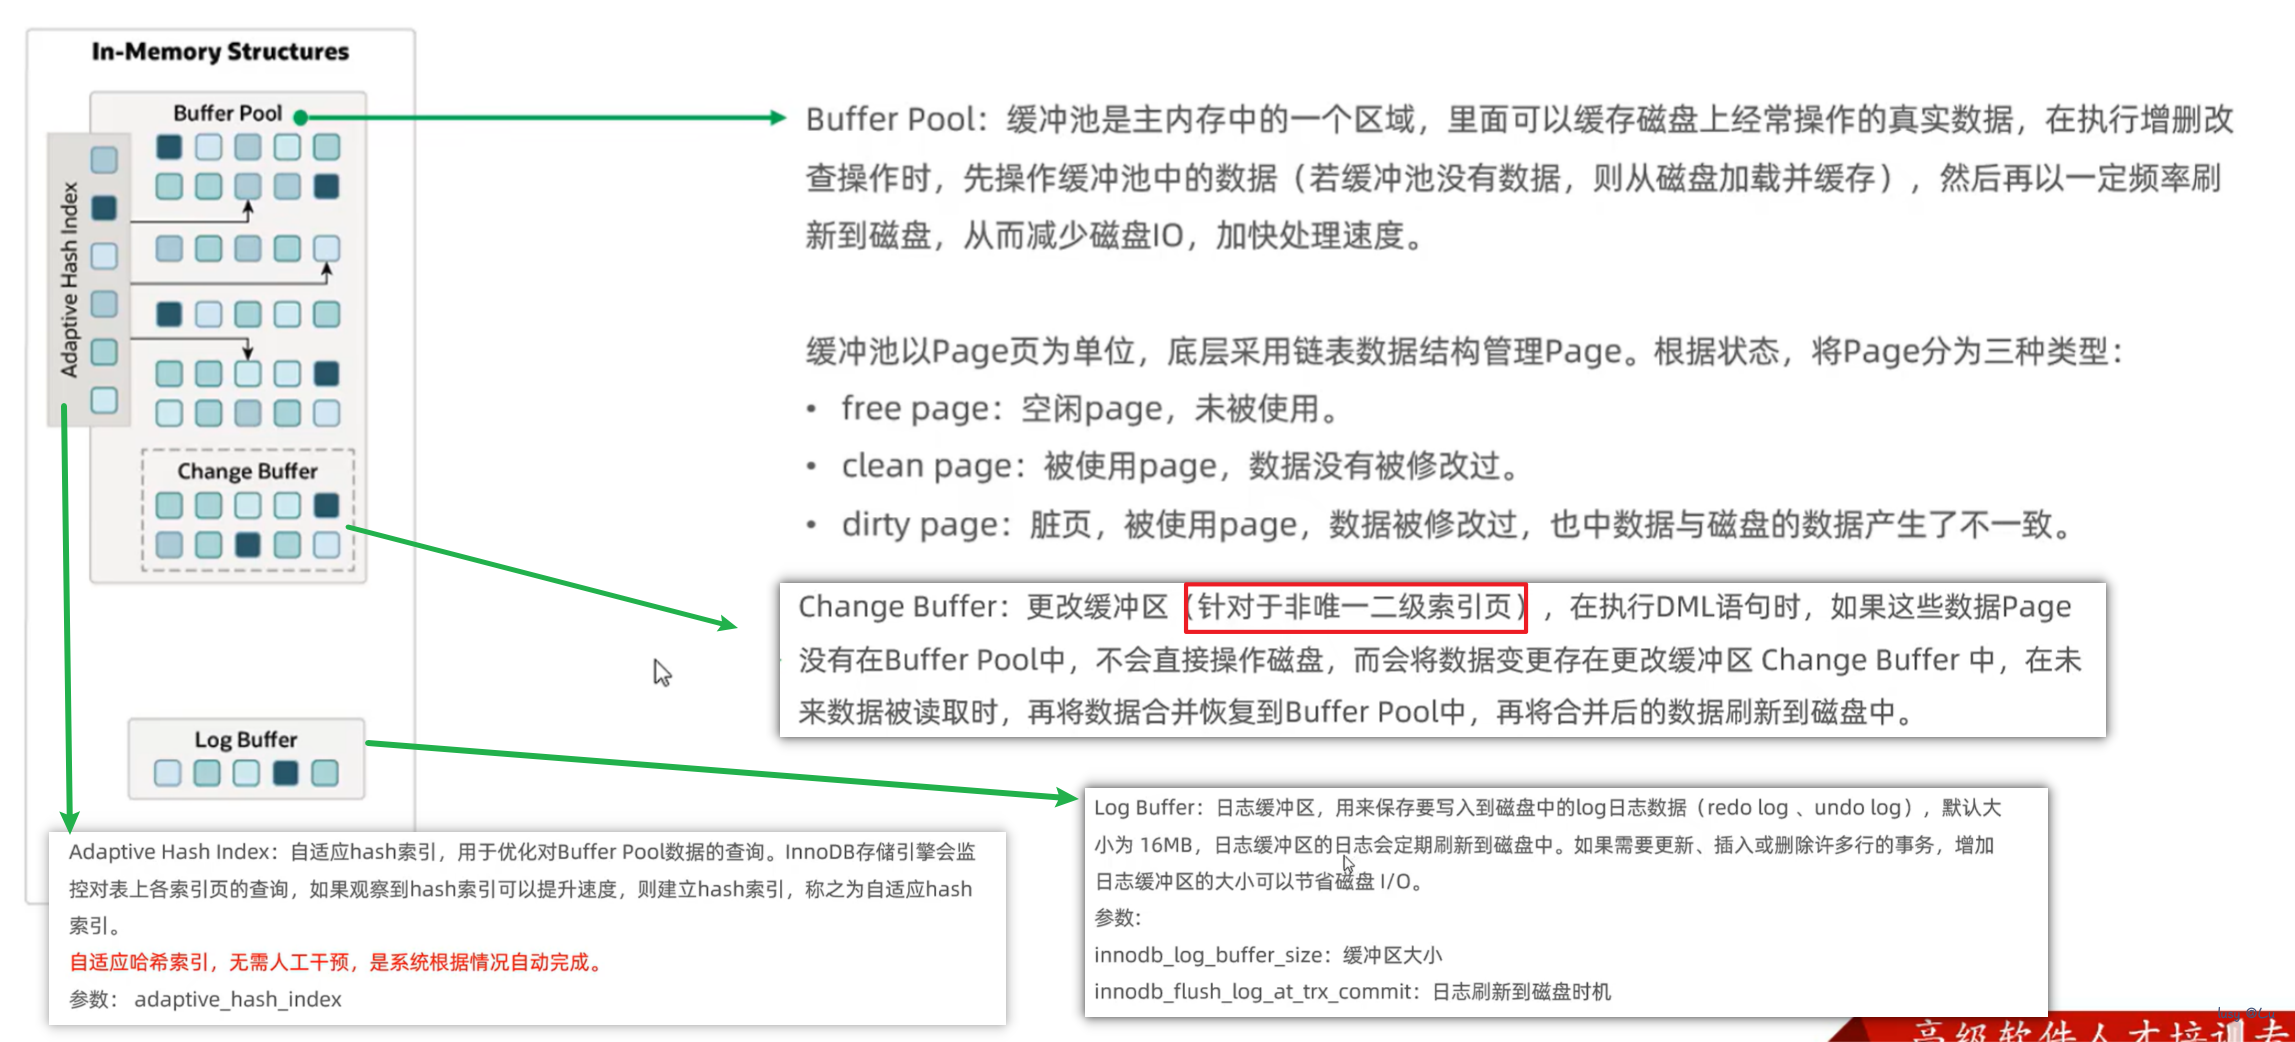 In-Memory Structures
Buffer Pool
Adaptive Hash Index
Change Buffer
Log Buffer
Buffer Pool：缓冲池是主内存中的一个区域，里面可以缓存磁盘上经常操作的真实数据，在执行增删改
查操作时，先操作缓冲池中的数据（若缓冲池没有数据，则从磁盘加载并缓存），然后再以一定频率刷
新到磁盘，从而减少磁盘IO，加快处理速度。
缓冲池以Page页为单位，底层采用链表数据结构管理Page。根据状态，将Page分为三种类型：
• free page：空闲page，未被使用。
• clean page：被使用page，数据没有被修改过。
• dirty page：脏页，被使用page，数据被修改过，也中数据与磁盘的数据产生了不一致。
Change Buffer：更改缓冲区（针对于非唯一二级索引页），在执行DML语句时，如果这些数据Page
没有在Buffer Pool中，不会直接操作磁盘，而会将数据变更存在更改缓冲区 Change Buffer 中，在未
来数据被读取时，再将数据合并恢复到Buffer Pool中，再将合并后的数据刷新到磁盘中。
Log Buffer：日志缓冲区，用来保存要写入到磁盘中的log日志数据（redo log 、undo log），默认大
小为 16MB，日志缓冲区的日志会定期刷新到磁盘中。如果需要更新、插入或删除许多行的事务，增加
日志缓冲区的大小可以节省磁盘 I/O。
参数：
innodb_log_buffer_size：缓冲区大小
innodb_flush_log_at_trx_commit：日志刷新到磁盘时机
Adaptive Hash Index：自适应hash索引，用于优化对Buffer Pool数据的查询。InnoDB存储引擎会监
控对表上各索引页的查询，如果观察到hash索引可以提升速度，则建立hash索引，称之为自适应hash
索引。
自适应哈希索引，无需人工干预，是系统根据情况自动完成。
参数： adaptive_hash_index
高级软件人才培训专